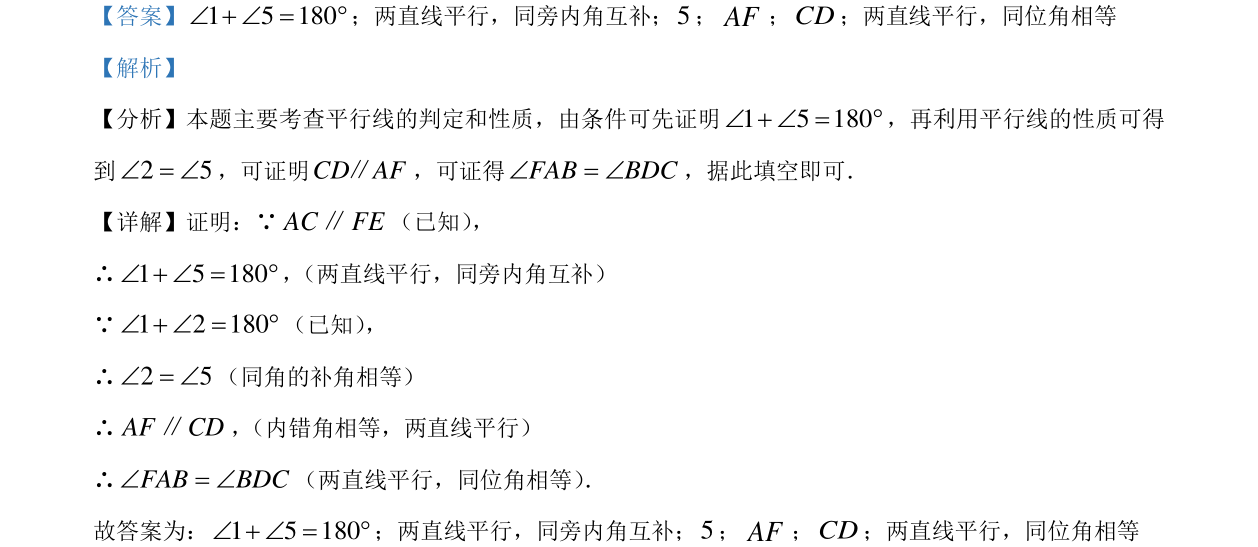 【答案】∠1+∠5=180°；两直线平行，同旁内角互补；5； AF ； CD；两直线平行，同位角相等
【解析】
【分析】本题主要考查平行线的判定和性质，由条件可先证明∠1+∠5=180°，再利用平行线的性质可得
到∠2=∠5，可证明CD∥AF，可证得∠FAB=∠BDC，据此填空即可．
【详解】证明：∵AC∥FE（已知），
∴∠1+∠5=180°，（两直线平行，同旁内角互补）
∵∠1+∠2=180°（已知），
∴∠2=∠5（同角的补角相等）
∴AF∥CD，（内错角相等，两直线平行）
∴∠FAB=∠BDC（两直线平行，同位角相等）．
故答案为：∠1+∠5=180°；两直线平行，同旁内角互补；5； AF ； CD；两直线平行，同位角相等